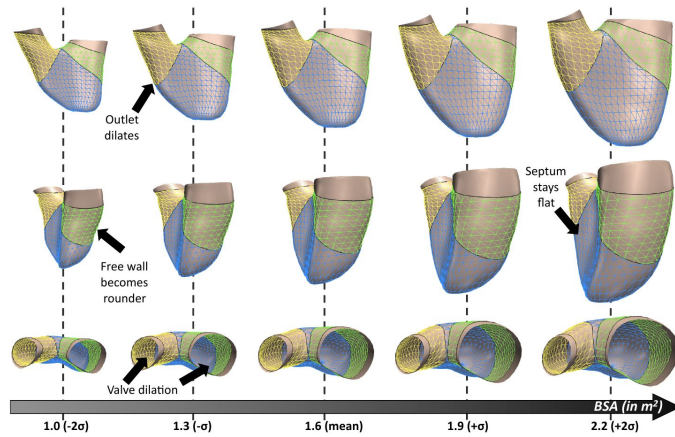 Outlet
dilates
Septum
stays
flat
Free wall
becomes
rounder
Valve dilation
BSA (in m²)
1.0 (-2σ)
1.3 (-σ)
1.6 (mean)
1.9 (+σ)
2.2 (+2σ)